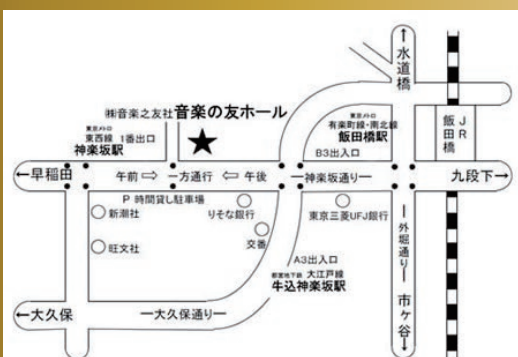 ↑水道橋
㈱音楽之友社 音楽の友ホール
東京メトロ
東西線 1番出口
神楽坂駅
東京メトロ
有楽町線・南北線
飯田橋駅
B3出入口
JR
飯田橋
←早稲田
午前⇨ 一方通行 ⇦午後
ー神楽坂通りー
九段下→
P 時間貸し駐車場
新潮社
りそな銀行
東京三菱UFJ銀行
旺文社
交番
A3出入口
都営地下鉄 大江戸線
牛込神楽坂駅
ー外堀通りー
市ヶ谷→
←大久保
ー大久保通りー